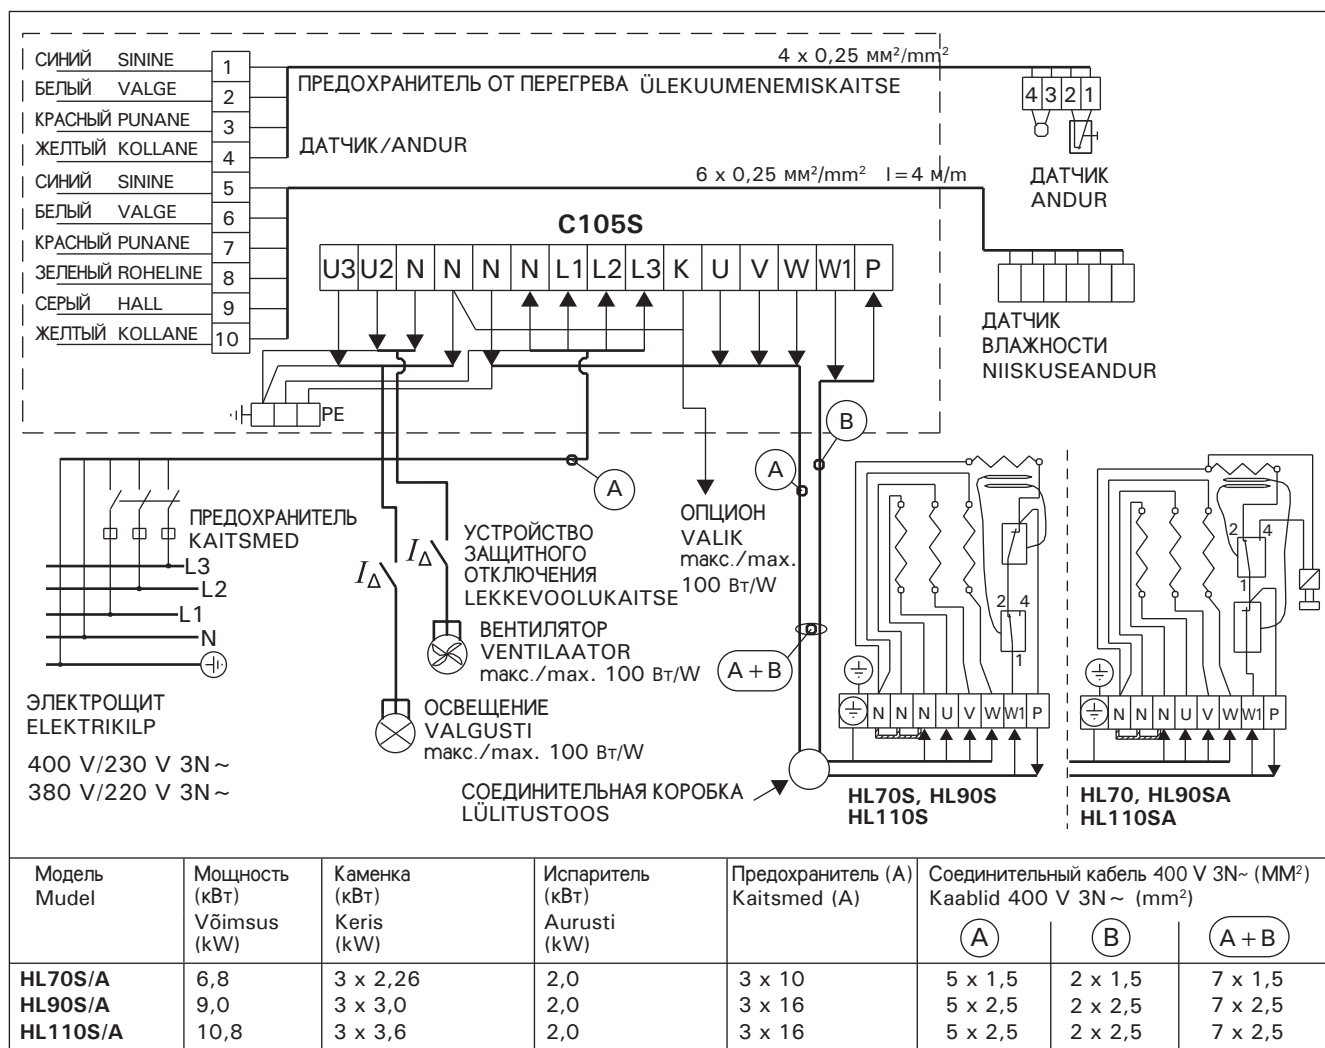 СИНИЙ SININE 1
БЕЛЫЙ VALGE 2
КРАСНЫЙ PUNANE 3
ЖЕЛТЫЙ KOLLANE 4
СИНИЙ SININE 5
БЕЛЫЙ VALGE 6
КРАСНЫЙ PUNANE 7
ЗЕЛЕНЫЙ ROHELINE 8
СЕРЫЙ HALL 9
ЖЕЛТЫЙ KOLLANE 10
4 x 0,25 мм²/mm²
ПРЕДОХРАНИТЕЛЬ ОТ ПЕРЕГРЕВА ÜLEKUUMENEMISKAITSE
ДАТЧИК/ANDUR
4 3 2 1
ДАТЧИК
ANDUR
6 x 0,25 мм²/mm² l=4 м/m
C105S
U3 U2 N N N N L1 L2 L3 K U V W W1 P
ДАТЧИК
ВЛАЖНОСТИ
NIISKUSEANDUR
PE
B
A
A
ПРЕДОХРАНИТЕЛЬ
KAITSMED
L3
L2
L1
N
ЭЛЕКТРОЩИТ
ELEKTRIKILP
400 V/230 V 3N~
380 V/220 V 3N~
IΔ
IΔ
УСТРОЙСТВО
ЗАЩИТНОГО
ОТКЛЮЧЕНИЯ
LEKKEVOOLUKAITSE
ВЕНТИЛЯТОР
VENTILAATOR
макс./max. 100 Вт/W
ОСВЕЩЕНИЕ
VALGUSTI
макс./max. 100 Вт/W
ОПЦИОН
VALIK
макс./max.
100 Вт/W
A+B
СОЕДИНИТЕЛЬНАЯ КОРОБКА
LÜLITUSTOOS
2 4
1
N N N U V W W1 P
HL70S, HL90S
HL110S
2 4
1
N N N U V W W1 P
HL70, HL90SA
HL110SA
Модель
Mudel
Мощность
(кВт)
Võimsus
(kW)
Каменка
(кВт)
Keris
(kW)
Испаритель
(кВт)
Aurusti
(kW)
Предохранитель (A)
Kaitsmed (A)
Соединительный кабель 400 V 3N~ (MM²)
Kaablid 400 V 3N~ (mm²)
A B A+B
HL70S/A 6,8 3 x 2,26 2,0 3 x 10 5 x 1,5 2 x 1,5 7 x 1,5
HL90S/A 9,0 3 x 3,0 2,0 3 x 16 5 x 2,5 2 x 2,5 7 x 2,5
HL110S/A 10,8 3 x 3,6 2,0 3 x 16 5 x 2,5 2 x 2,5 7 x 2,5